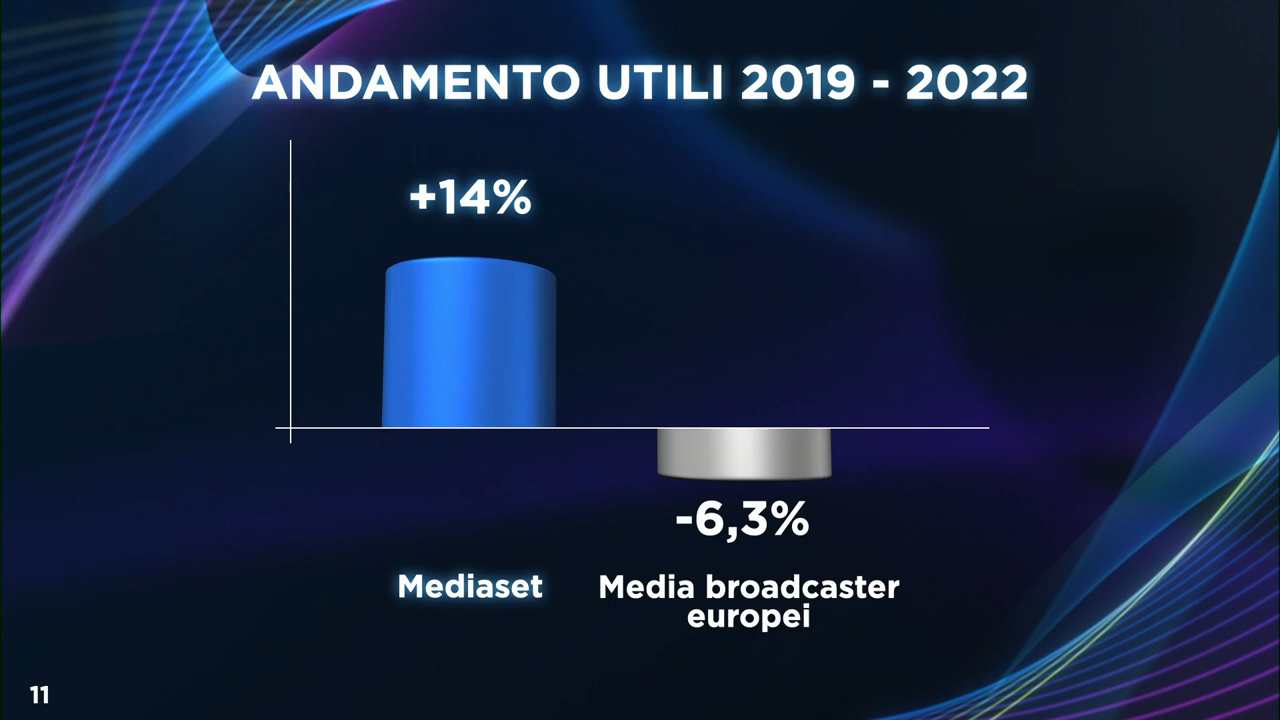 ANDAMENTO UTILI 2019 - 2022
+14%
-6,3%
Mediaset
Media broadcaster
europei
11